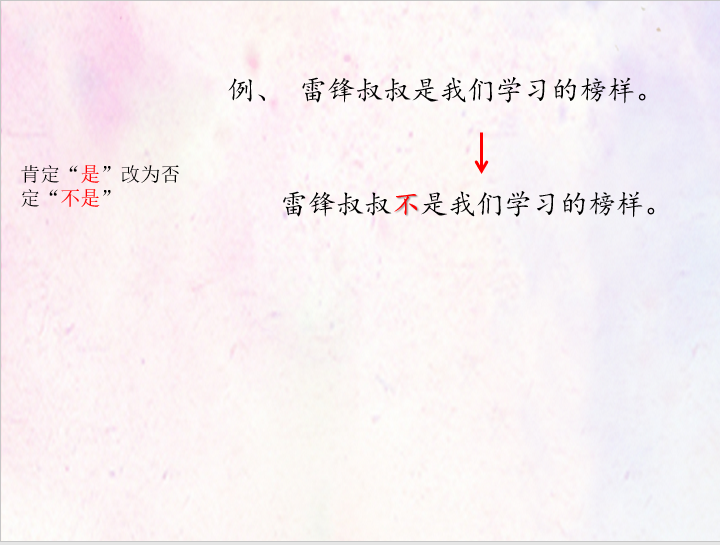 例、 雷锋叔叔是我们学习的榜样。
肯定“是”改为否
定“不是”
雷锋叔叔不是我们学习的榜样。